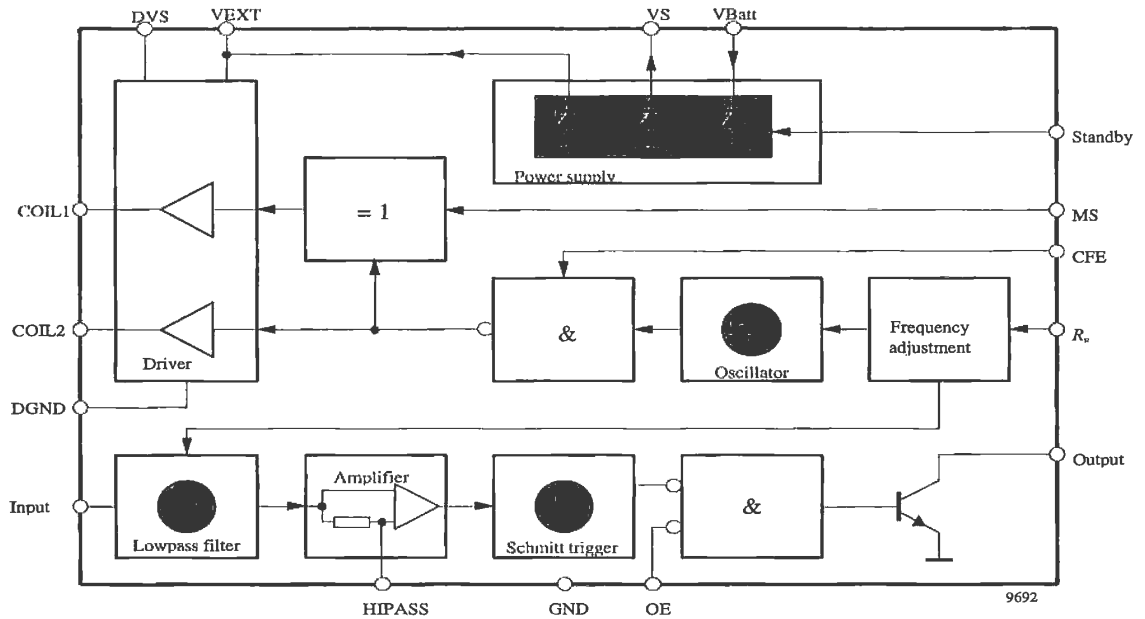 DVS
VEXT
VS
VBatt
Standby
Power supply
COIL1
= 1
MS
CFE
COIL2
&
Oscillator
Frequency
adjustment
Driver
DGND
Output
Input
Amplifier
&
Lowpass filter
Schmitt trigger
HIPASS
GND
OE
9692